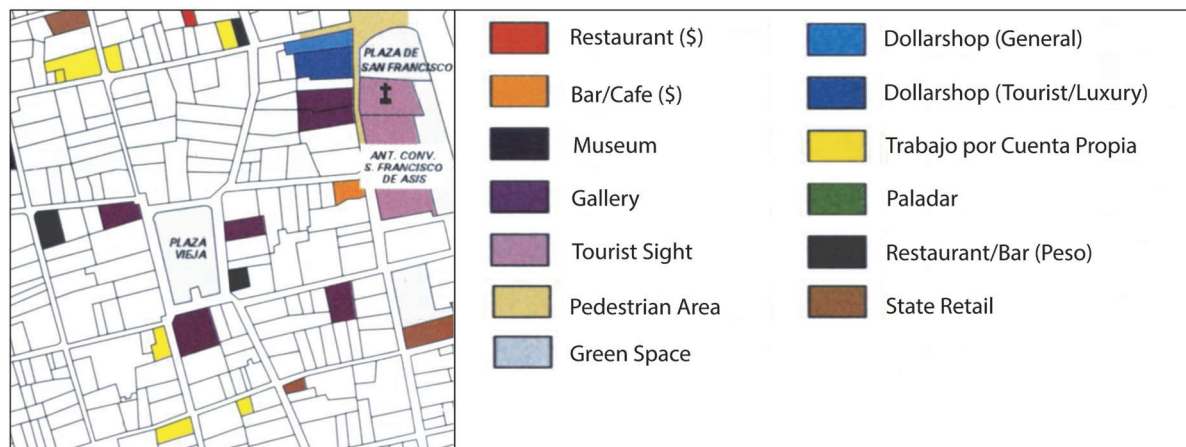 PLAZA DE
SAN FRANCISCO
ANT. CONV.
S. FRANCISCO
DE ASIS
PLAZA
VIEJA
Restaurant ($)
Bar/Cafe ($)
Museum
Gallery
Tourist Sight
Pedestrian Area
Green Space
Dollarshop (General)
Dollarshop (Tourist/Luxury)
Trabajo por Cuenta Propia
Paladar
Restaurant/Bar (Peso)
State Retail